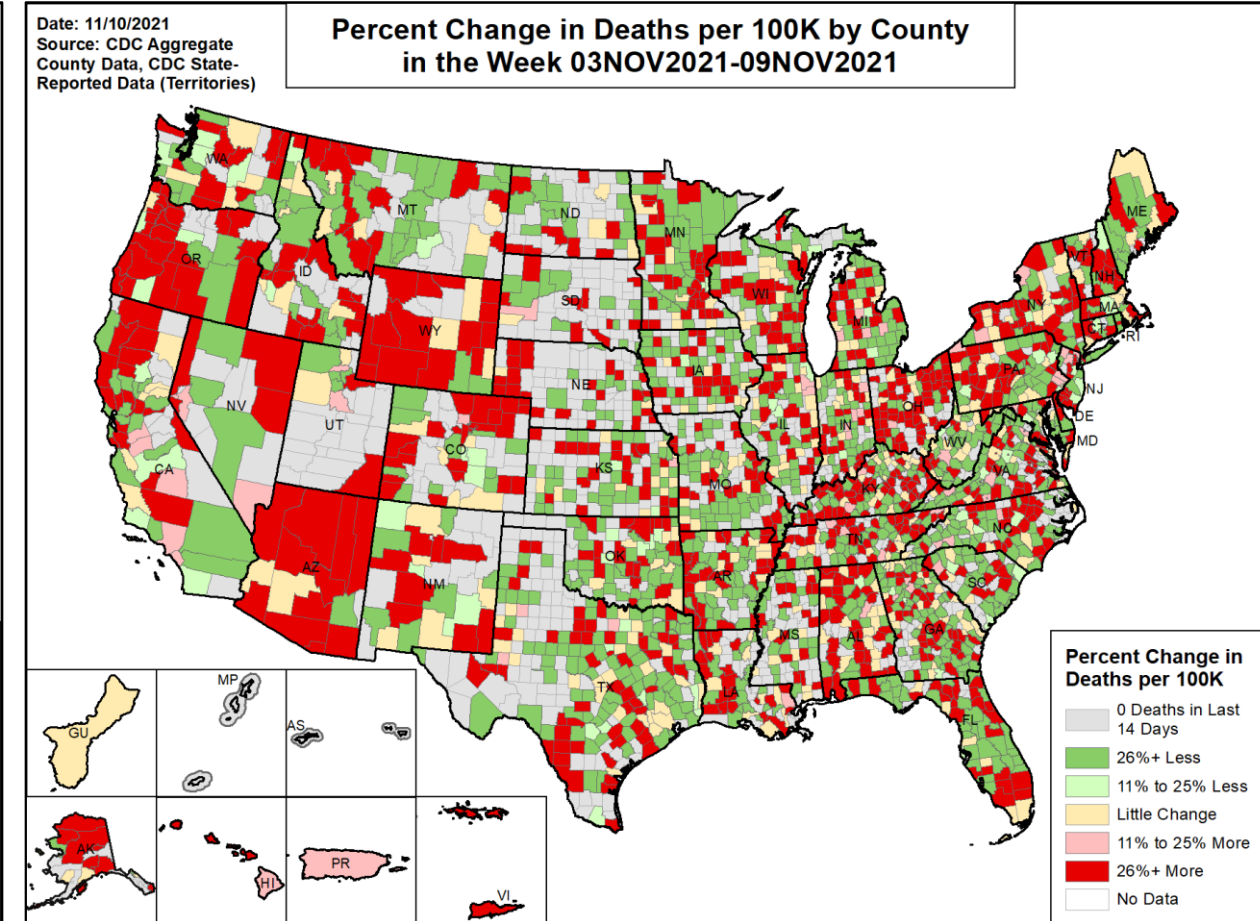 Date: 11/10/2021
Source: CDC Aggregate
County Data, CDC State-
Reported Data (Territories)
Percent Change in Deaths per 100K by County
in the Week 03NOV2021-09NOV2021
WA
MT
ND
MN
ME
OR
ID
SD
WI
MI
VT
NH
NY
MA
CT
RI
WY
IA
PA
NJ
NV
UT
NE
IL
IN
OH
DE
MD
CA
CO
KS
MO
WV
VA
KY
AZ
NM
OK
AR
TN
NC
SC
TX
LA
MS
AL
GA
FL
GU
MP
AS
AK
HI
PR
VI
Percent Change in
Deaths per 100K
0 Deaths in Last
14 Days
26%+ Less
11% to 25% Less
Little Change
11% to 25% More
26%+ More
No Data